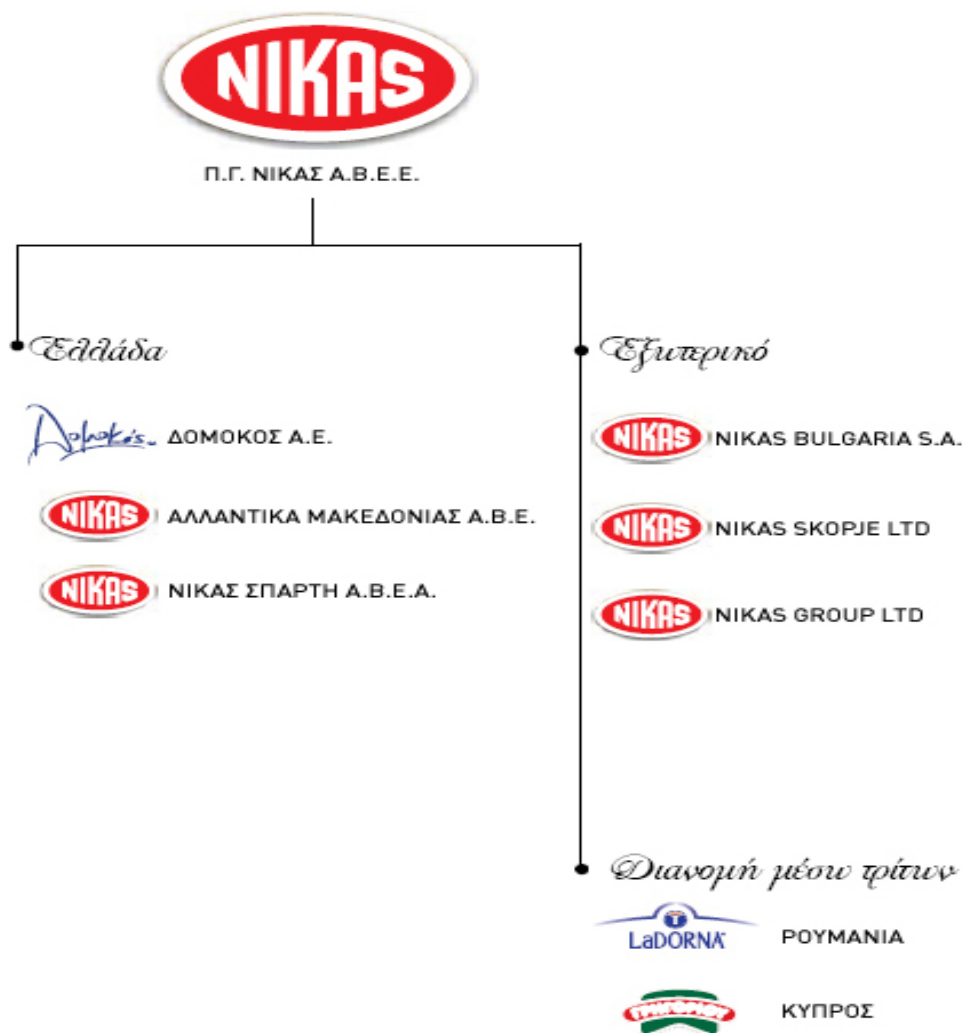 NIKAS
Π.Γ. ΝΙΚΑΣ Α.Β.Ε.Ε.
Ελλάδα
Δομοκός ΔΟΜΟΚΟΣ Α.Ε.
NIKAS ΑΛΛΑΝΤΙΚΑ ΜΑΚΕΔΟΝΙΑΣ Α.Β.Ε.
NIKAS ΝΙΚΑΣ ΣΠΑΡΤΗ Α.Β.Ε.Α.
Εξωτερικό
NIKAS NIKAS BULGARIA S.A.
NIKAS NIKAS SKOPJE LTD
NIKAS NIKAS GROUP LTD
Διανομή μέσω τρίτων
LaDORNA ΡΟΥΜΑΝΙΑ
ΚΥΠΡΟΣ